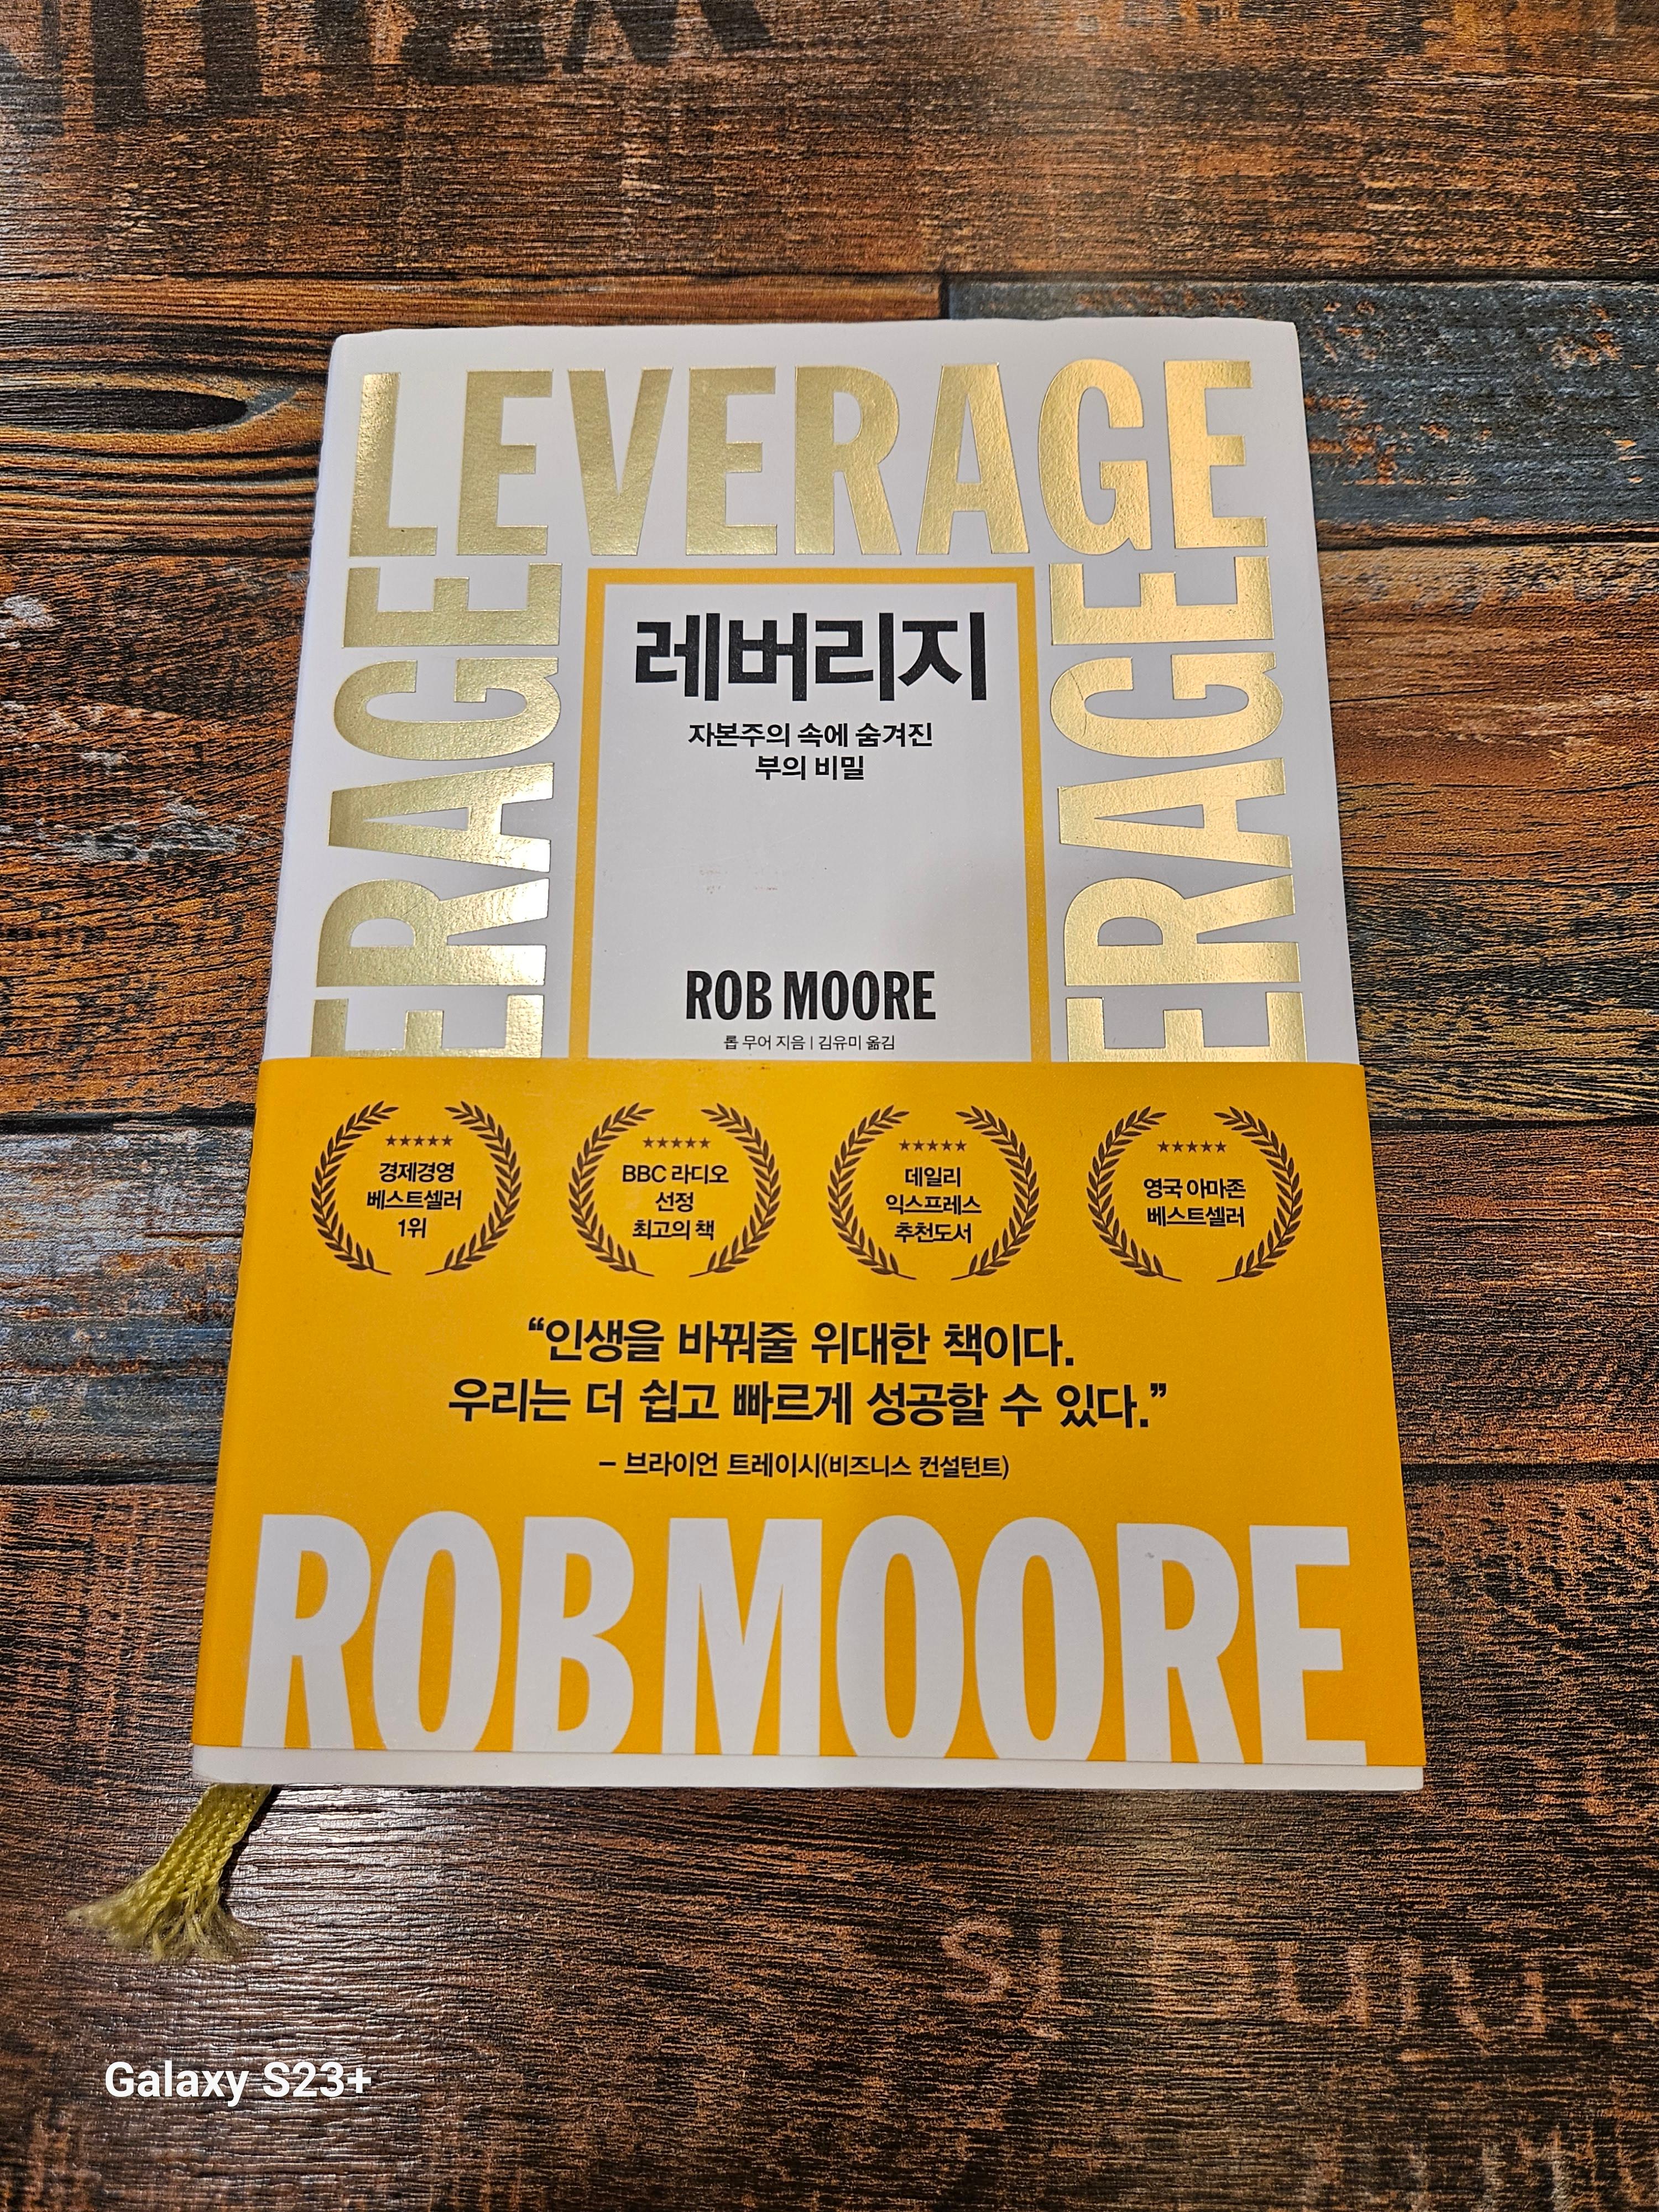 LEVERAGE
ERAGE
ERAGE
레버리지
자본주의 속에 숨겨진
부의 비밀
ROB MOORE
롭 무어 지음 | 김유미 옮김
★★★★★
경제경영
베스트셀러
1위
★★★★★
BBC 라디오
선정
최고의 책
★★★★★
데일리
익스프레스
추천도서
★★★★★
영국 아마존
베스트셀러
“인생을 바꿔줄 위대한 책이다.
우리는 더 쉽고 빠르게 성공할 수 있다.”
– 브라이언 트레이시(비즈니스 컨설턴트)
ROB MOORE
Galaxy S23+